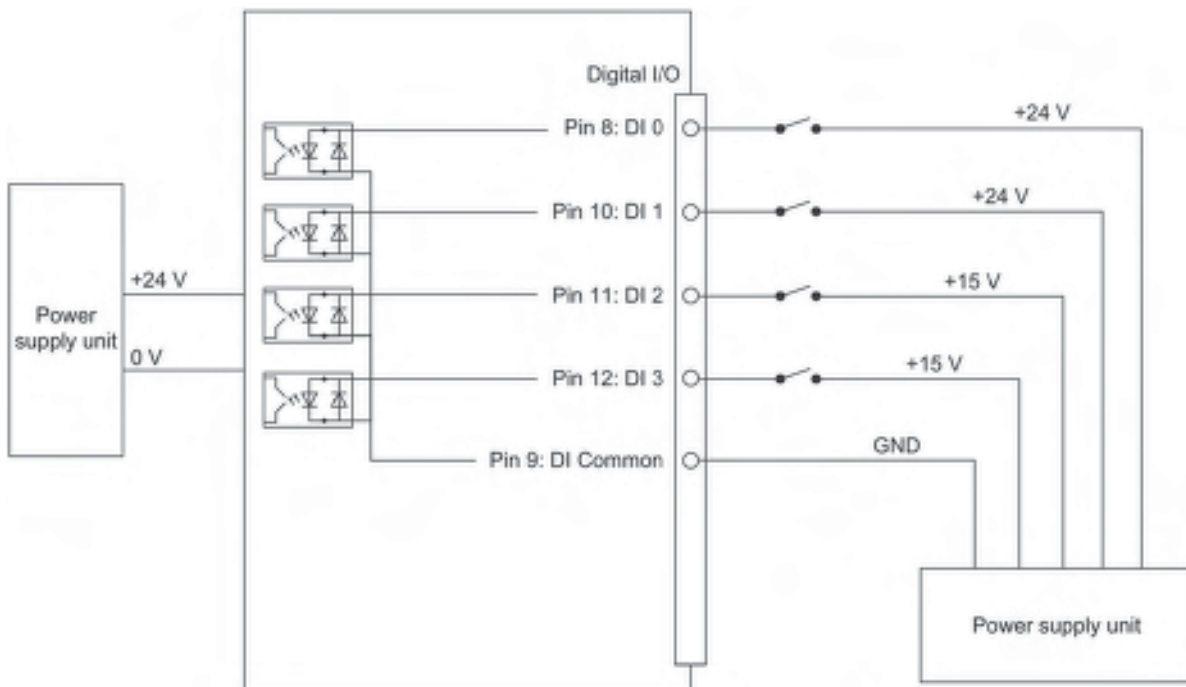 Digital I/O
Pin 8: DI 0
+24 V
Pin 10: DI 1
+24 V
+24 V
Pin 11: DI 2
+15 V
Power
supply unit
0 V
Pin 12: DI 3
+15 V
Pin 9: DI Common
GND
Power supply unit